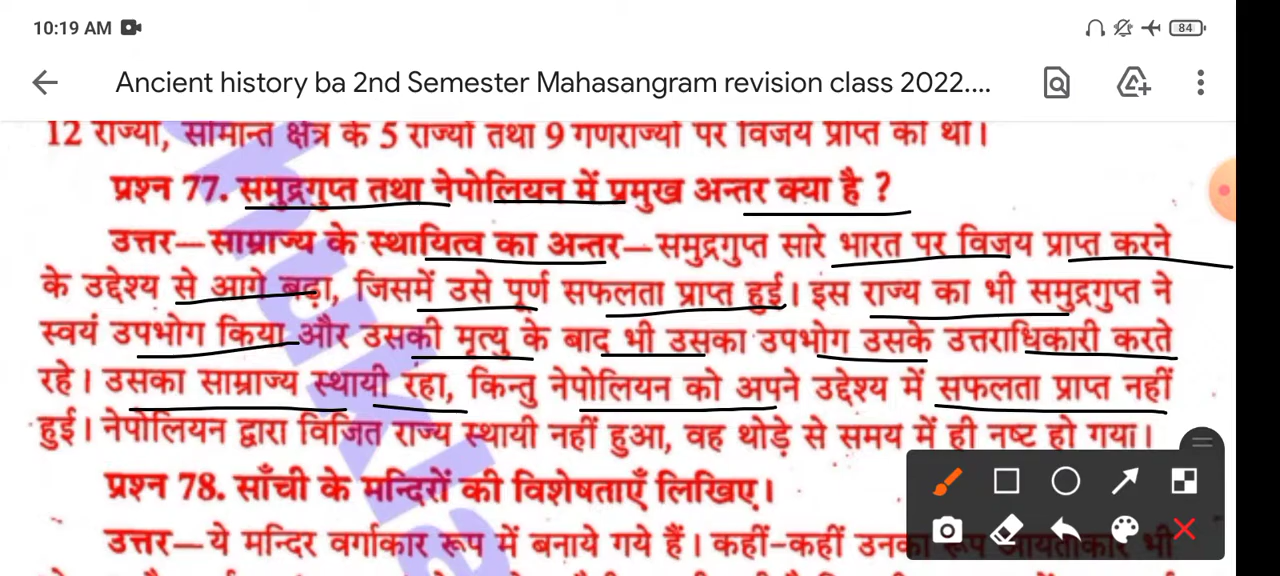 10:19 AM
84
Ancient history ba 2nd Semester Mahasangram revision class 2022....
12 राज्यों, सीमान्त क्षेत्र के 5 राज्यों तथा 9 गणराज्यों पर विजय प्राप्त की थी।
प्रश्न 77. समुद्रगुप्त तथा नेपोलियन में प्रमुख अन्तर क्या है ?
उत्तर—साम्राज्य के स्थायित्व का अन्तर—समुद्रगुप्त सारे भारत पर विजय प्राप्त करने
के उद्देश्य से आगे बढ़ा, जिसमें उसे पूर्ण सफलता प्राप्त हुई। इस राज्य का भी समुद्रगुप्त ने
स्वयं उपभोग किया और उसकी मृत्यु के बाद भी उसका उपभोग उसके उत्तराधिकारी करते
रहे। उसका साम्राज्य स्थायी रहा, किन्तु नेपोलियन को अपने उद्देश्य में सफलता प्राप्त नहीं
हुई। नेपोलियन द्वारा विजित राज्य स्थायी नहीं हुआ, वह थोड़े से समय में ही नष्ट हो गया।
प्रश्न 78. साँची के मन्दिरों की विशेषताएँ लिखिए।
उत्तर—ये मन्दिर वर्गाकार रूप में बनाये गये हैं। कहीं-कहीं उनका रूप आयताकार भी